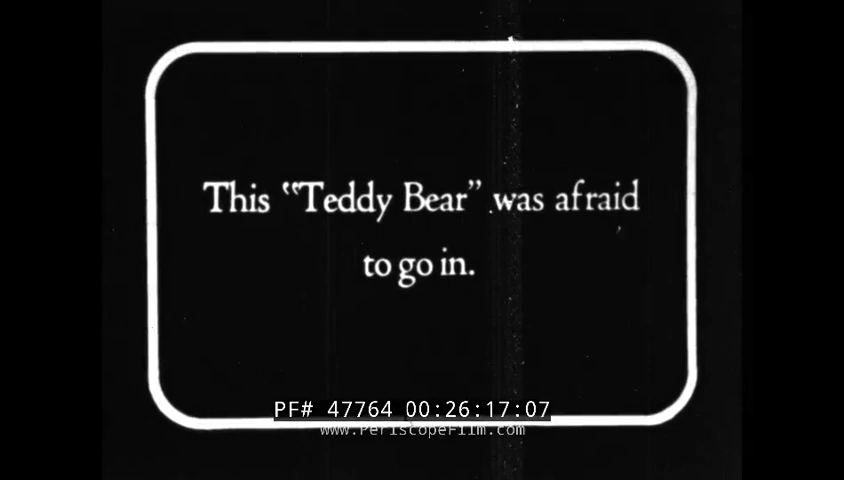 This “Teddy Bear” was afraid
to go in.
PF# 47764 00:26:17:07
www.PeriscopeFilm.com